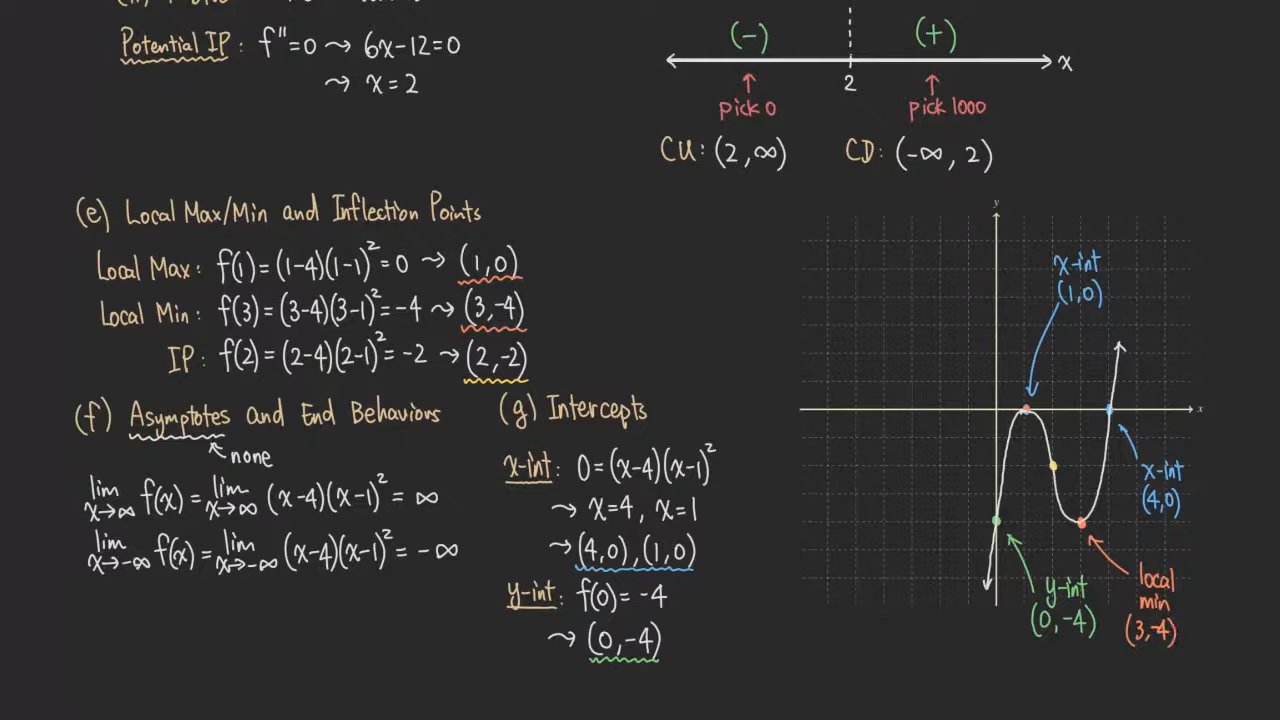 Potential IP: f''=0 ⤳ 6x-12=0
⤳ x=2
(-) (+)
x
2
pick 0 pick 1000
CU: (2,∞) CD: (-∞, 2)
(e) Local Max/Min and Inflection Points
Local Max: f(1)=(1-4)(1-1)²=0 ⤳ (1,0)
Local Min: f(3)=(3-4)(3-1)²=-4 ⤳ (3,-4)
IP: f(2)=(2-4)(2-1)²=-2 ⤳ (2,-2)
(f) Asymptotes and End Behaviors
none
lim x→∞ f(x)= lim x→∞ (x-4)(x-1)²=∞
lim x→-∞ f(x)= lim x→-∞ (x-4)(x-1)²=-∞
(g) Intercepts
x-int: 0=(x-4)(x-1)²
⤳ x=4, x=1
⤳ (4,0),(1,0)
y-int: f(0)=-4
⤳ (0,-4)
y
x-int
(1,0)
x
x-int
(4,0)
y-int
(0,-4)
local
min
(3,-4)